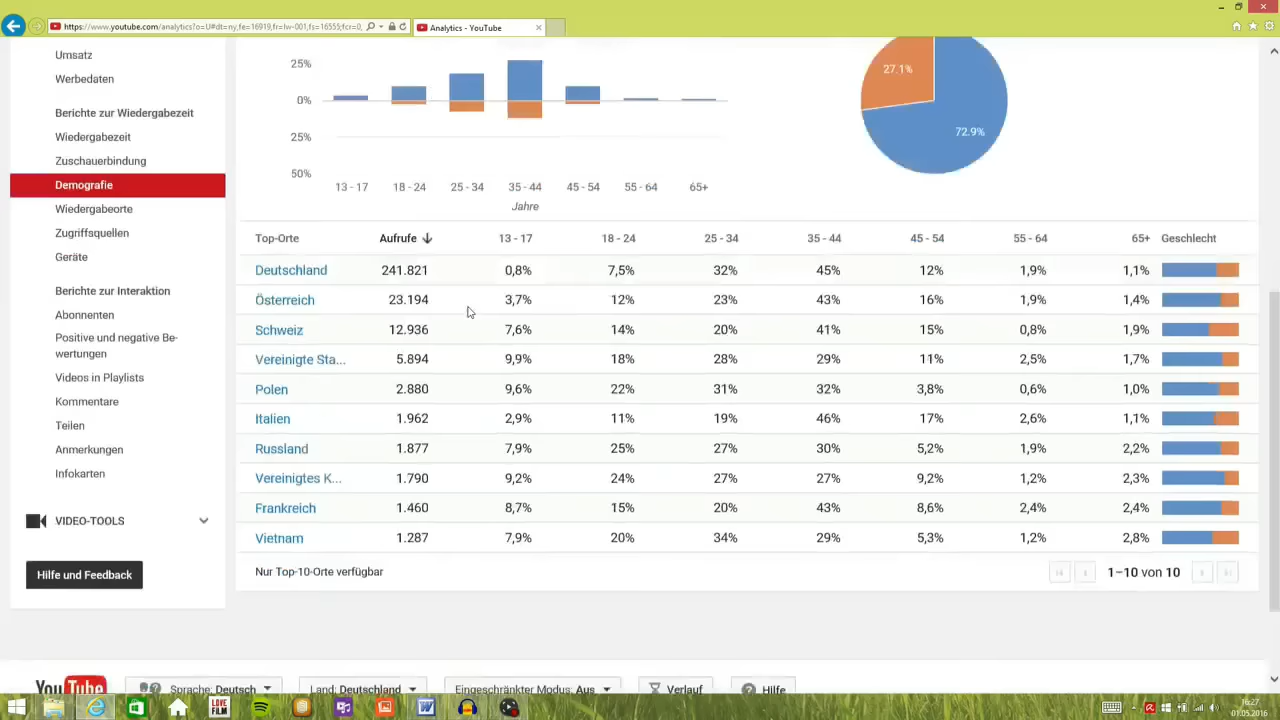 https://www.youtube.com/analytics?o=U#dt=ny,fe=16919,fr=lw-001,fs=16555;fcr=0,
Analytics - YouTube
Umsatz
Werbedaten
Berichte zur Wiedergabezeit
Wiedergabezeit
Zuschauerbindung
Demografie
Wiedergabeorte
Zugriffsquellen
Geräte
Berichte zur Interaktion
Abonnenten
Positive und negative Be-
wertungen
Videos in Playlists
Kommentare
Teilen
Anmerkungen
Infokarten
VIDEO-TOOLS
Hilfe und Feedback
25%
0%
25%
50%
13 - 17 18 - 24 25 - 34 35 - 44 45 - 54 55 - 64 65+
Jahre
27.1%
72.9%
Top-Orte Aufrufe 13 - 17 18 - 24 25 - 34 35 - 44 45 - 54 55 - 64 65+ Geschlecht
Deutschland 241.821 0,8% 7,5% 32% 45% 12% 1,9% 1,1%
Österreich 23.194 3,7% 12% 23% 43% 16% 1,9% 1,4%
Schweiz 12.936 7,6% 14% 20% 41% 15% 0,8% 1,9%
Vereinigte Sta... 5.894 9,9% 18% 28% 29% 11% 2,5% 1,7%
Polen 2.880 9,6% 22% 31% 32% 3,8% 0,6% 1,0%
Italien 1.962 2,9% 11% 19% 46% 17% 2,6% 1,1%
Russland 1.877 7,9% 25% 27% 30% 5,2% 1,9% 2,2%
Vereinigtes K... 1.790 9,2% 24% 27% 27% 9,2% 1,2% 2,3%
Frankreich 1.460 8,7% 15% 20% 43% 8,6% 2,4% 2,4%
Vietnam 1.287 7,9% 20% 34% 29% 5,3% 1,2% 2,8%
Nur Top-10-Orte verfügbar 1–10 von 10
YouTube Sprache: Deutsch Land: Deutschland Eingeschränkter Modus: Aus Verlauf Hilfe
LOVE
FILM
16:27
01.05.2016